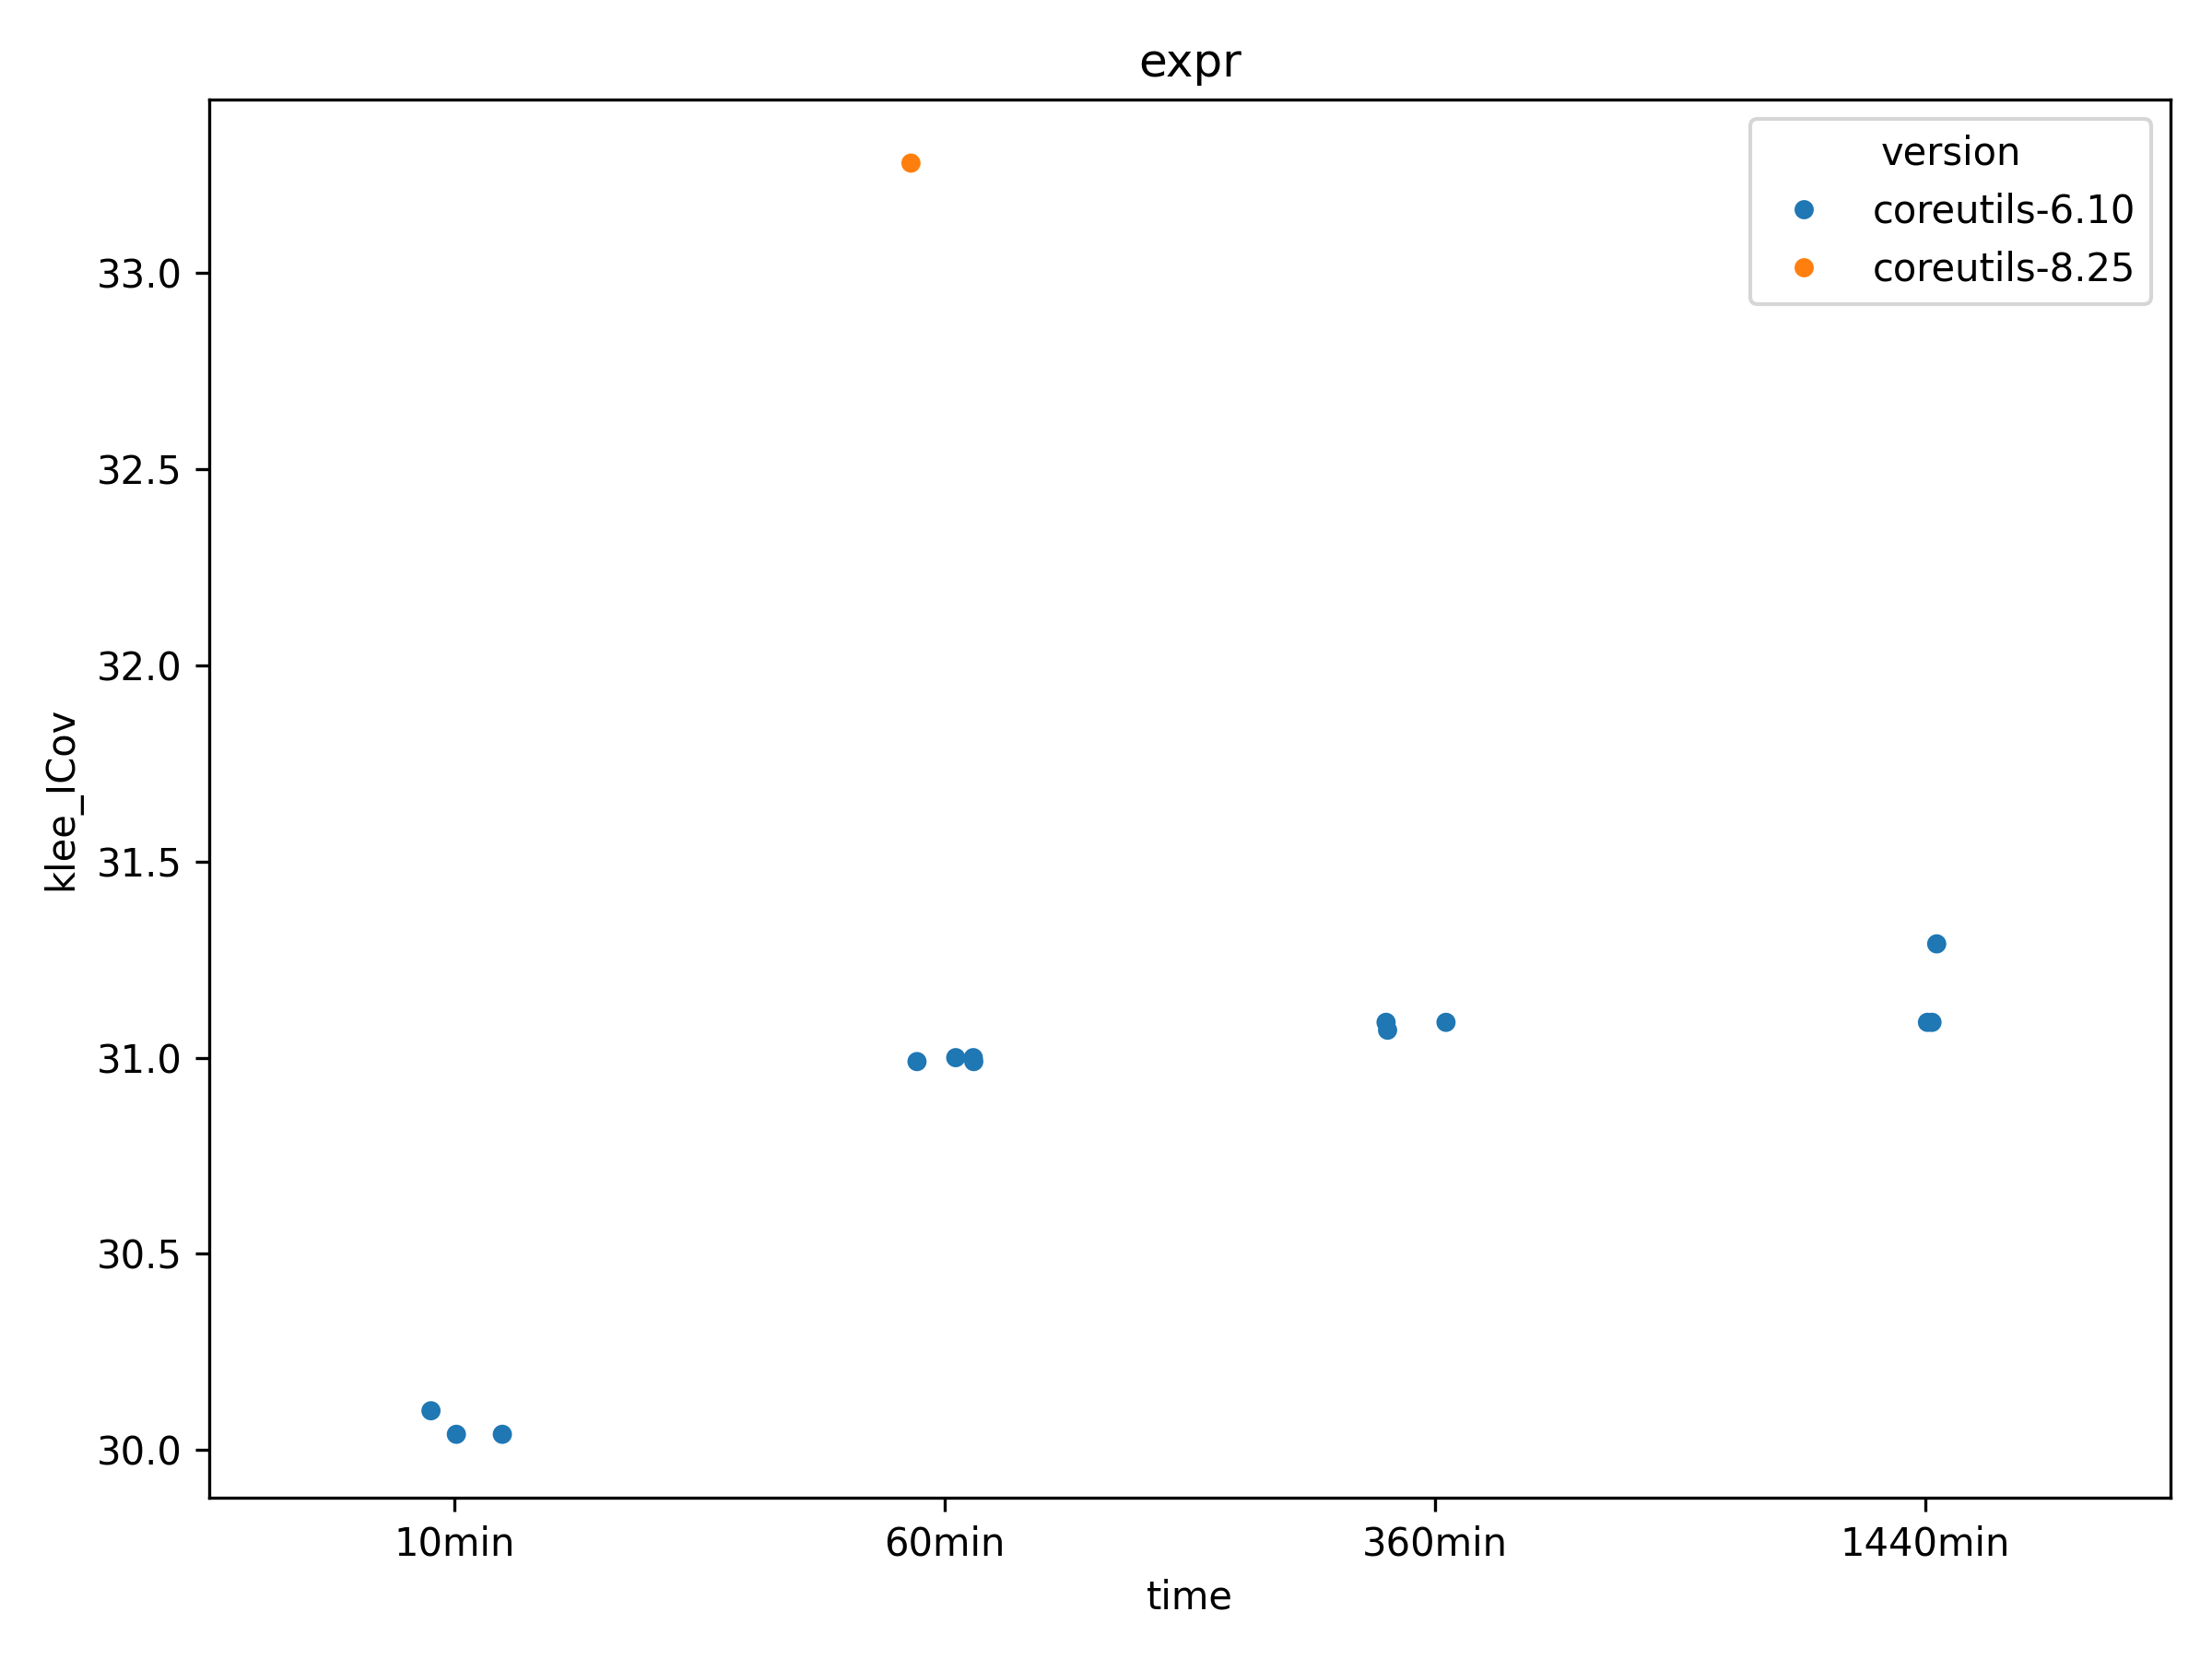 expr
version
coreutils-6.10
coreutils-8.25
33.0
32.5
32.0
31.5
31.0
30.5
30.0
klee_ICov
10min 60min 360min 1440min
time